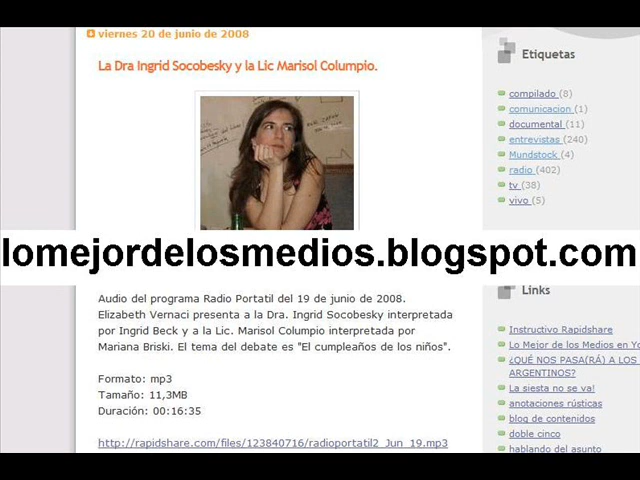 viernes 20 de junio de 2008
La Dra Ingrid Socobesky y la Lic Marisol Columpio.
lomejordelosmedios.blogspot.com
Audio del programa Radio Portatil del 19 de junio de 2008.
Elizabeth Vernaci presenta a la Dra. Ingrid Socobesky interpretada
por Ingrid Beck y a la Lic. Marisol Columpio interpretada por
Mariana Briski. El tema del debate es "El cumpleaños de los niños".
Formato: mp3
Tamaño: 11,3MB
Duración: 00:16:35
http://rapidshare.com/files/123840716/radioportatil2_Jun_19.mp3
Etiquetas
compilado (8)
comunicacion (1)
documental (11)
entrevistas (240)
Mundstock (4)
radio (402)
tv (38)
vivo (5)
Links
Instructivo Rapidshare
Lo Mejor de los Medios en Yo
¿QUÉ NOS PASA(RÁ) A LOS
ARGENTINOS?
La siesta no se va!
anotaciones rústicas
blog de contenidos
doble cinco
hablando del asunto